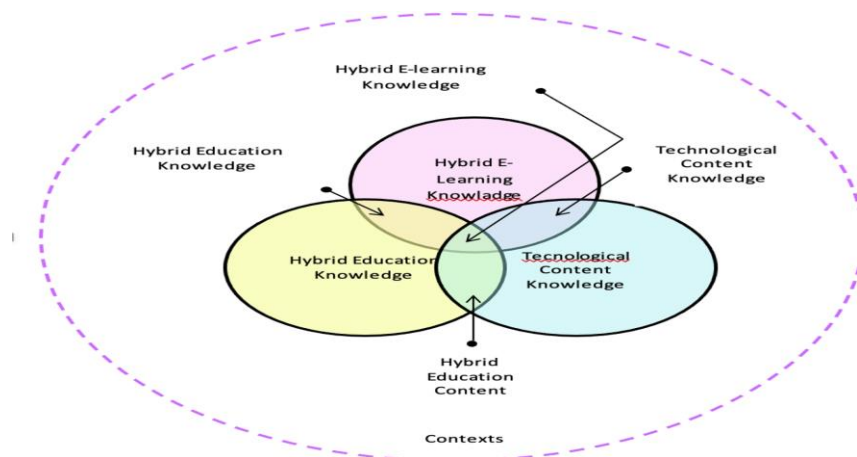 Hybrid E-learning
Knowledge
Hybrid Education
Knowledge
Technological
Content
Knowledge
Hybrid E-
Learning
Knowladge
Hybrid Education
Knowledge
Tecnological
Content
Knowledge
Hybrid
Education
Content
Contexts